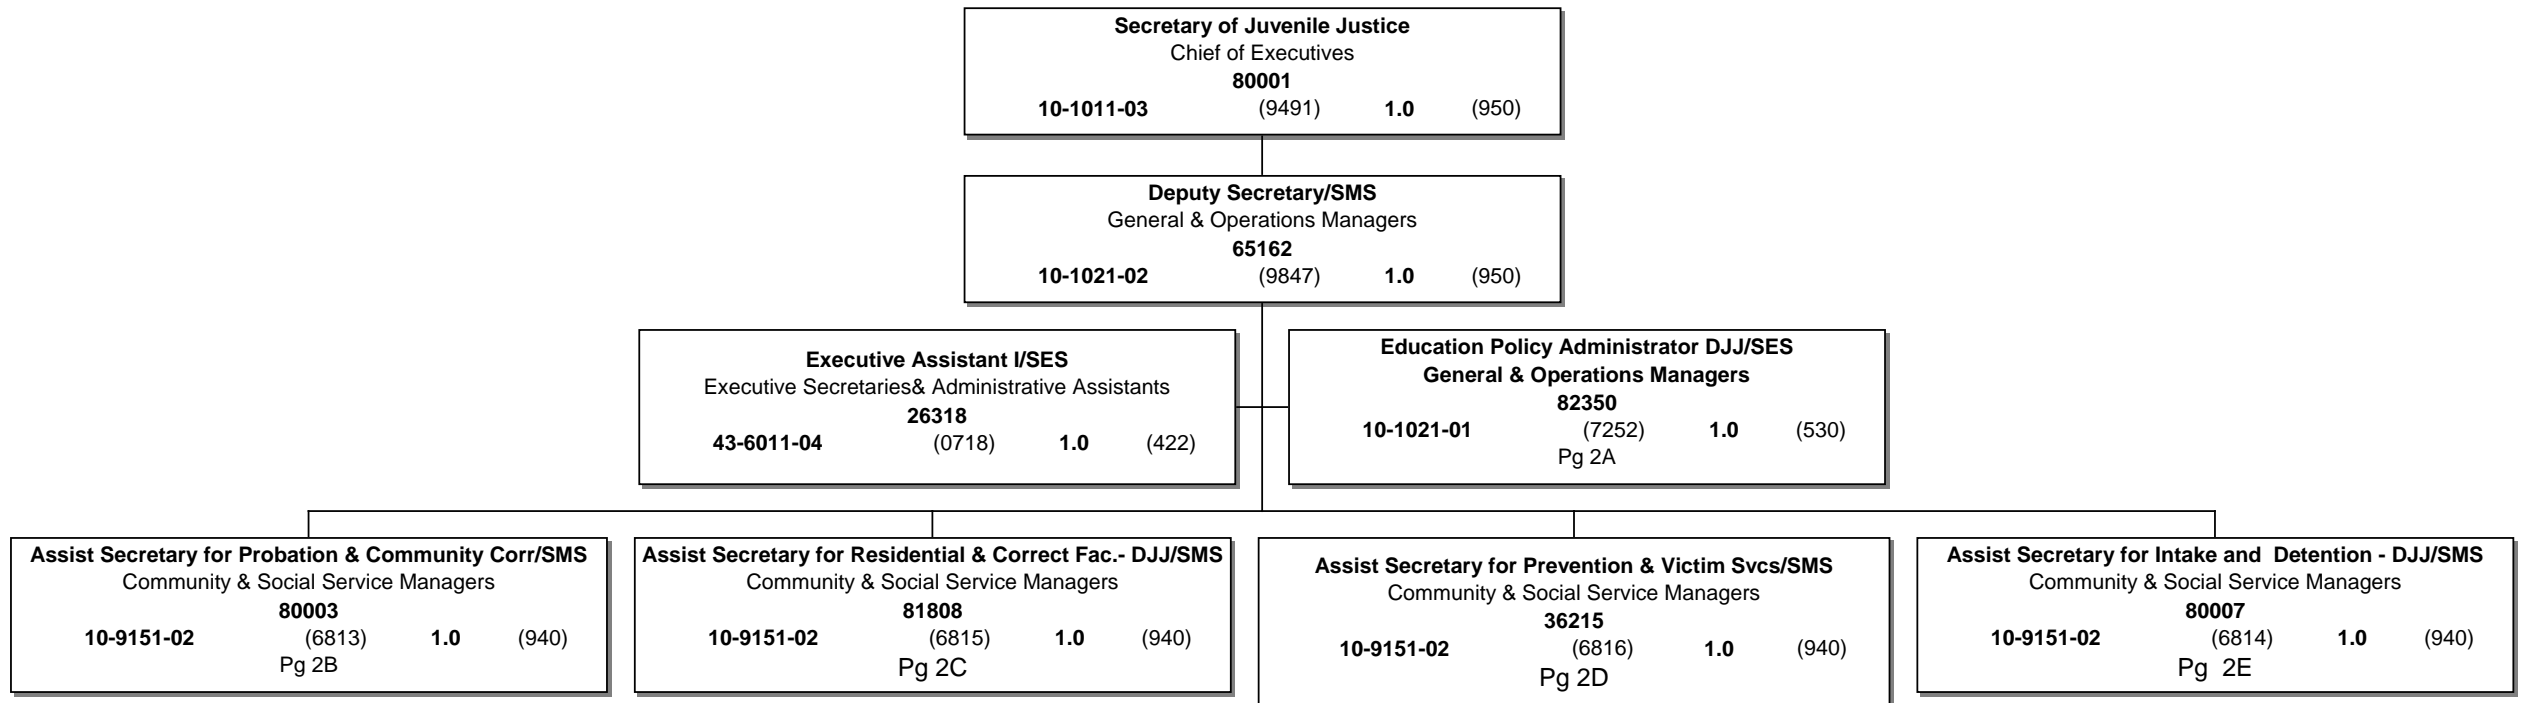 Secretary of Juvenile Justice
Chief of Executives
80001
10-1011-03 (9491) 1.0 (950)
Deputy Secretary/SMS
General & Operations Managers
65162
10-1021-02 (9847) 1.0 (950)
Executive Assistant I/SES
Executive Secretaries& Administrative Assistants
26318
43-6011-04 (0718) 1.0 (422)
Education Policy Administrator DJJ/SES
General & Operations Managers
82350
10-1021-01 (7252) 1.0 (530)
Pg 2A
Assist Secretary for Probation & Community Corr/SMS
Community & Social Service Managers
80003
10-9151-02 (6813) 1.0 (940)
Pg 2B
Assist Secretary for Residential & Correct Fac.- DJJ/SMS
Community & Social Service Managers
81808
10-9151-02 (6815) 1.0 (940)
Pg 2C
Assist Secretary for Prevention & Victim Svcs/SMS
Community & Social Service Managers
36215
10-9151-02 (6816) 1.0 (940)
Pg 2D
Assist Secretary for Intake and  Detention - DJJ/SMS
Community & Social Service Managers
80007
10-9151-02 (6814) 1.0 (940)
Pg  2E